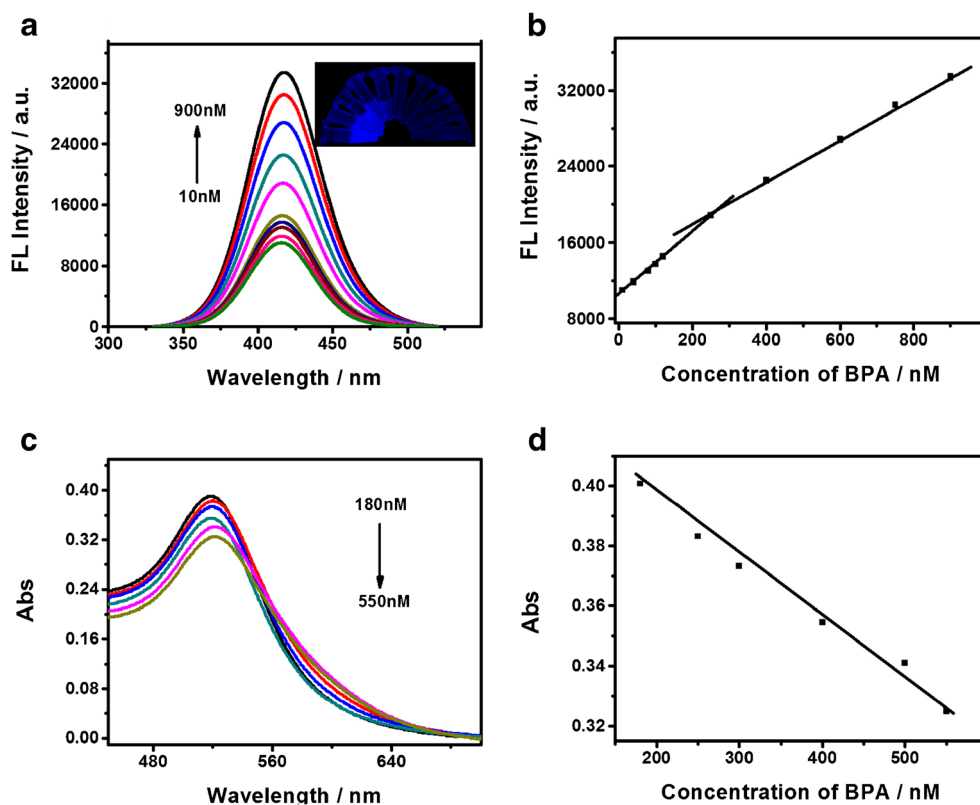 a
32000
24000
16000
8000
0
FL Intensity / a.u.
900nM
10nM
300
350
400
450
500
Wavelength / nm
b
32000
24000
16000
8000
FL Intensity / a.u.
0
200
400
600
800
Concentration of BPA / nM
c
0.40
0.32
0.24
0.16
0.08
0.00
Abs
180nM
550nM
480
560
640
Wavelength / nm
d
0.40
0.38
0.36
0.34
0.32
Abs
200
300
400
500
Concentration of BPA / nM